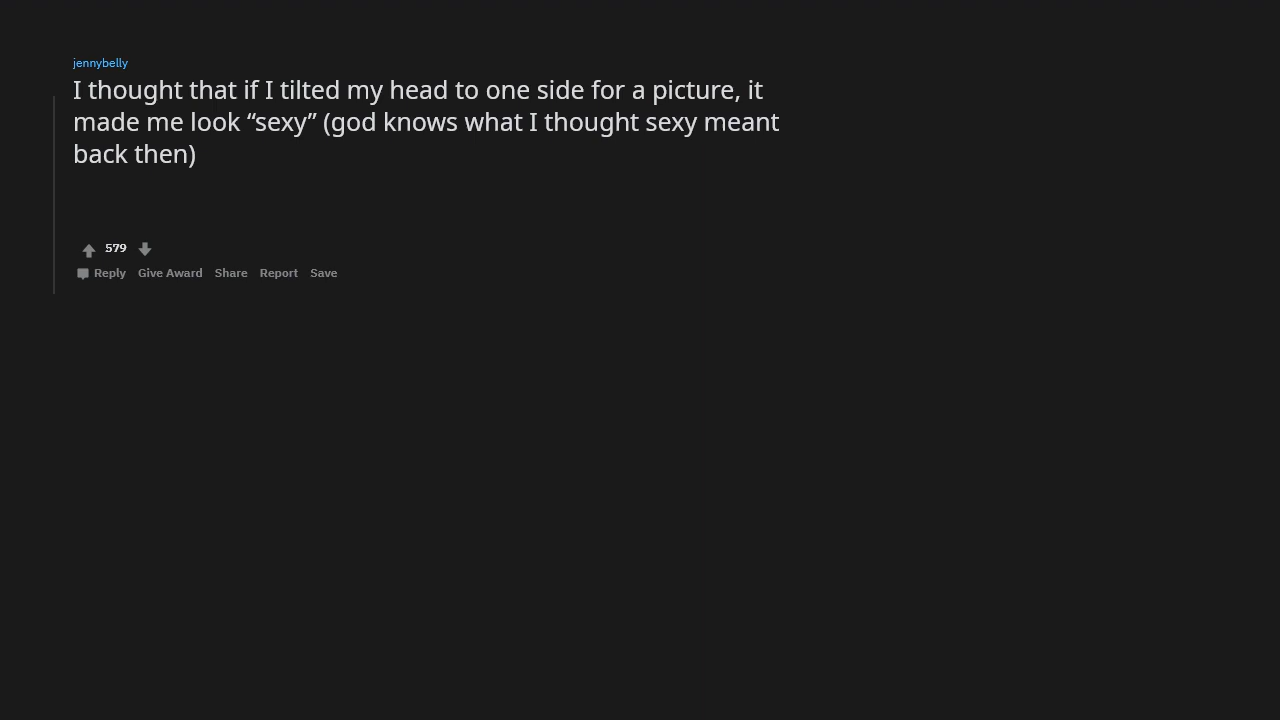 jennybelly
I thought that if I tilted my head to one side for a picture, it
made me look “sexy” (god knows what I thought sexy meant
back then)
579
Reply Give Award Share Report Save